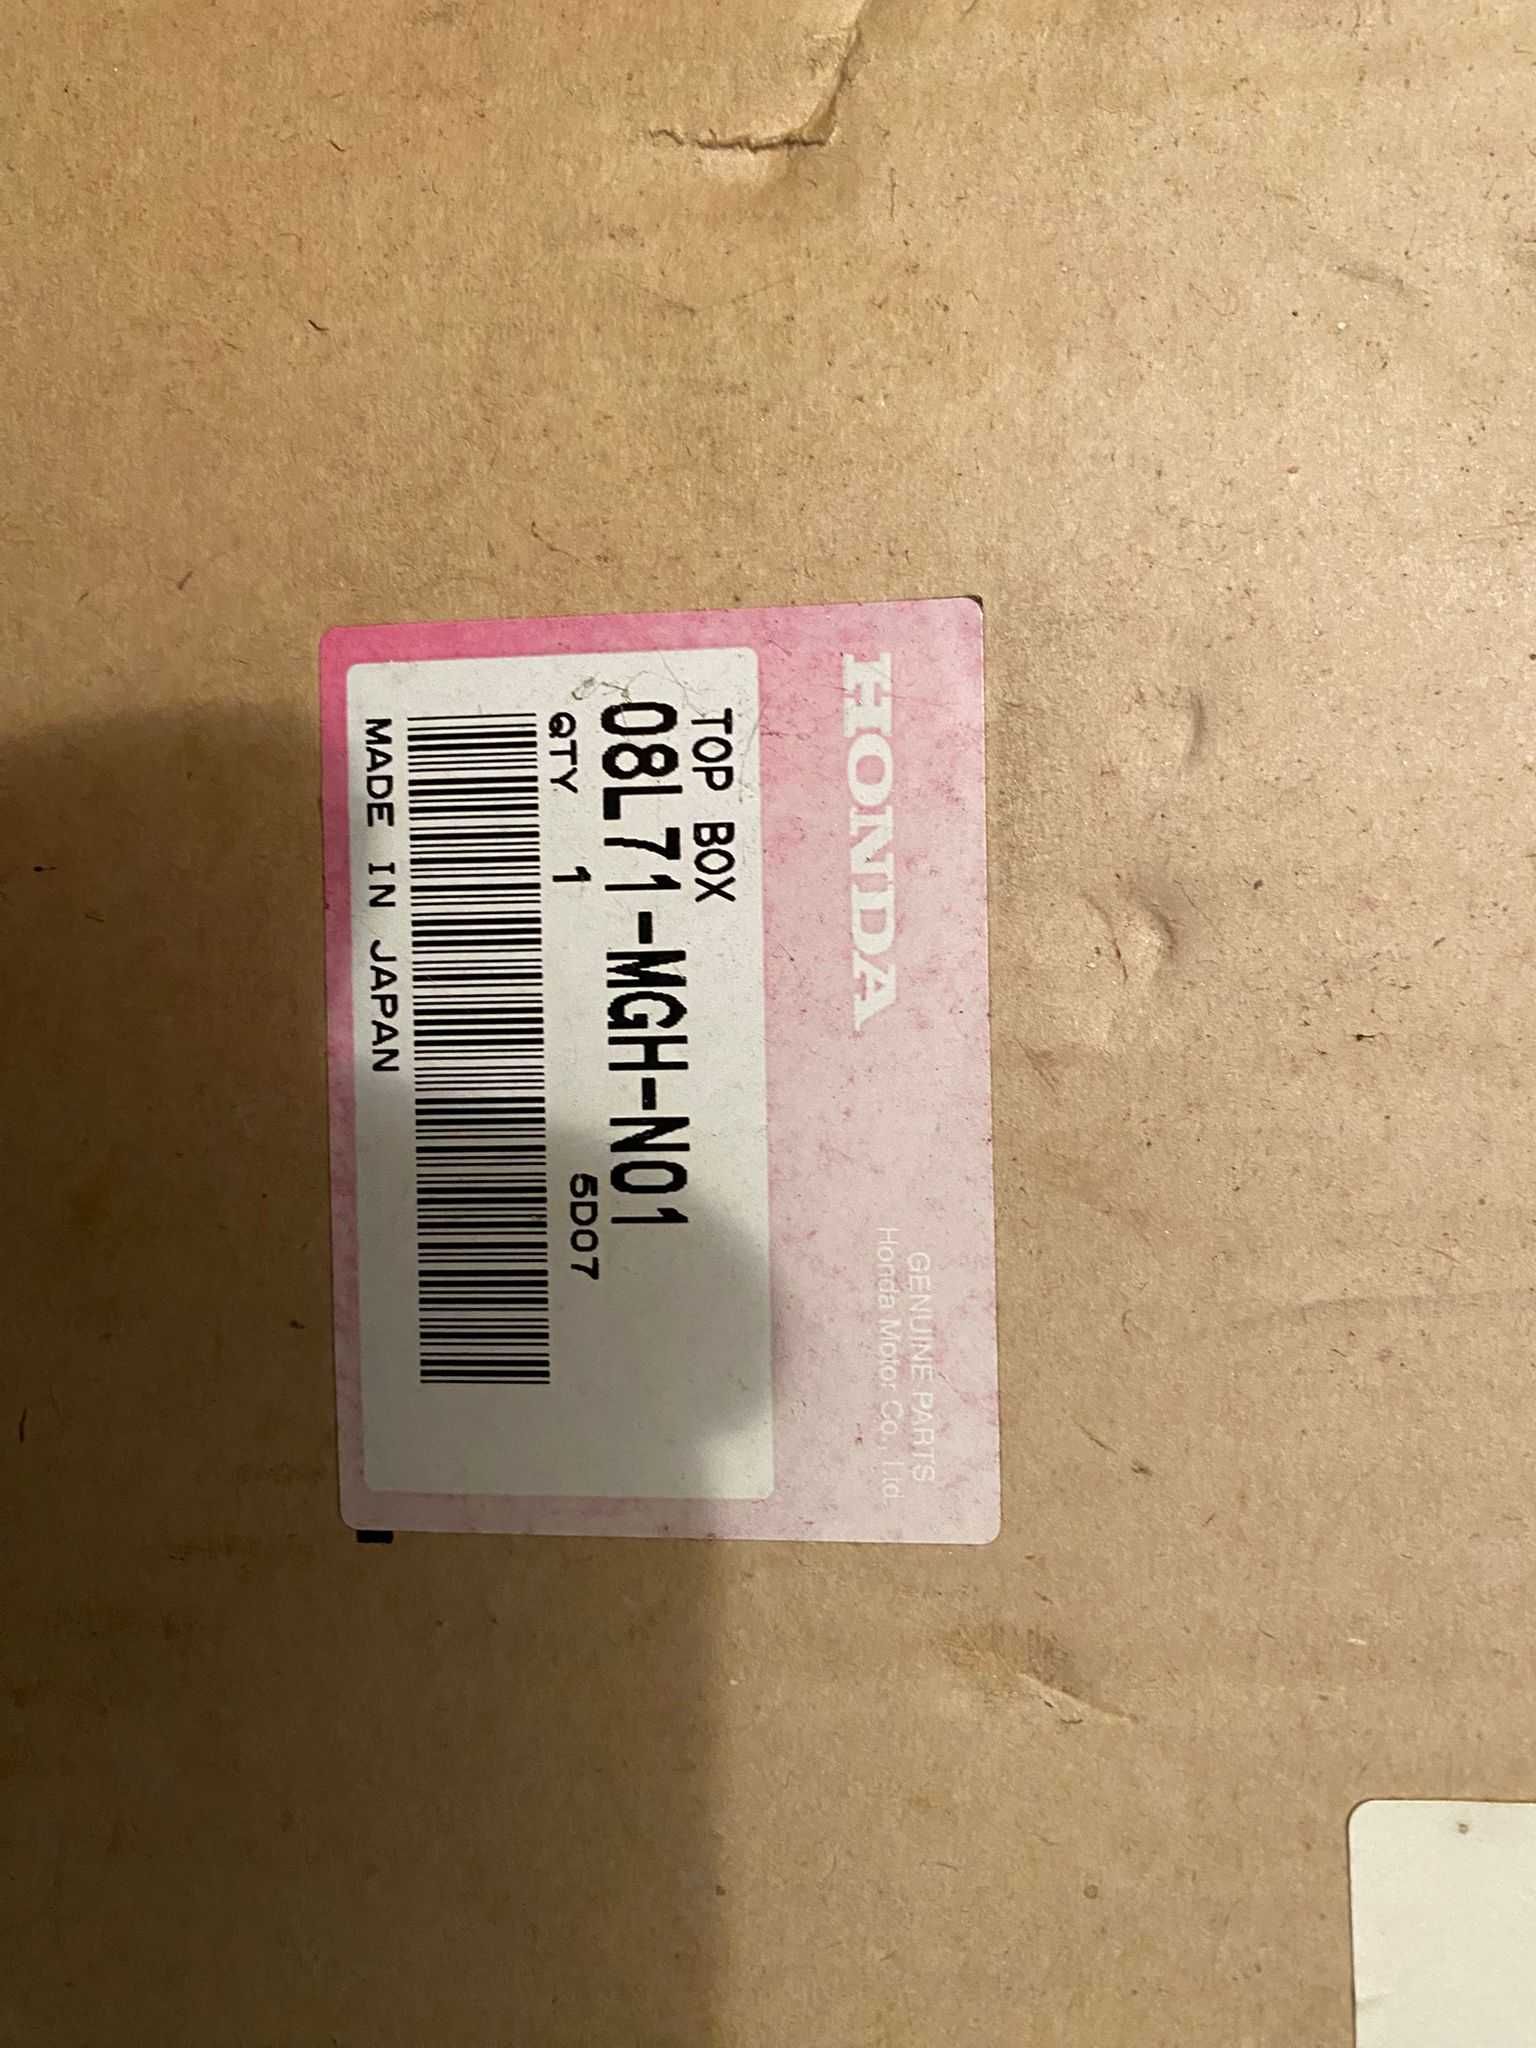 HONDA
GENUINE PARTS
Honda Motor Co., Ltd.
TOP BOX
08L71-MGH-N01
QTY 1 5D07
MADE IN JAPAN